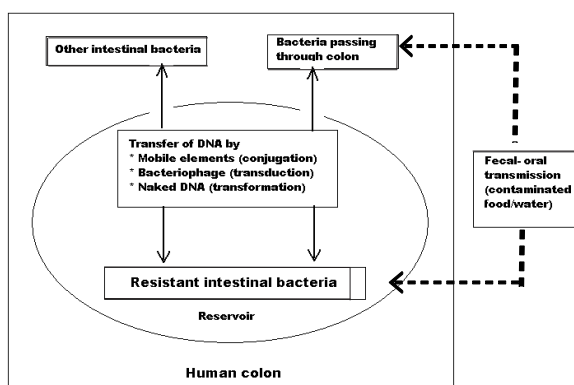 Other intestinal bacteria
Bacteria passing
through colon
Transfer of DNA by
* Mobile elements (conjugation)
* Bacteriophage (transduction)
* Naked DNA (transformation)
Fecal- oral
transmission
(contaminated
food/water)
Resistant intestinal bacteria
Reservoir
Human colon